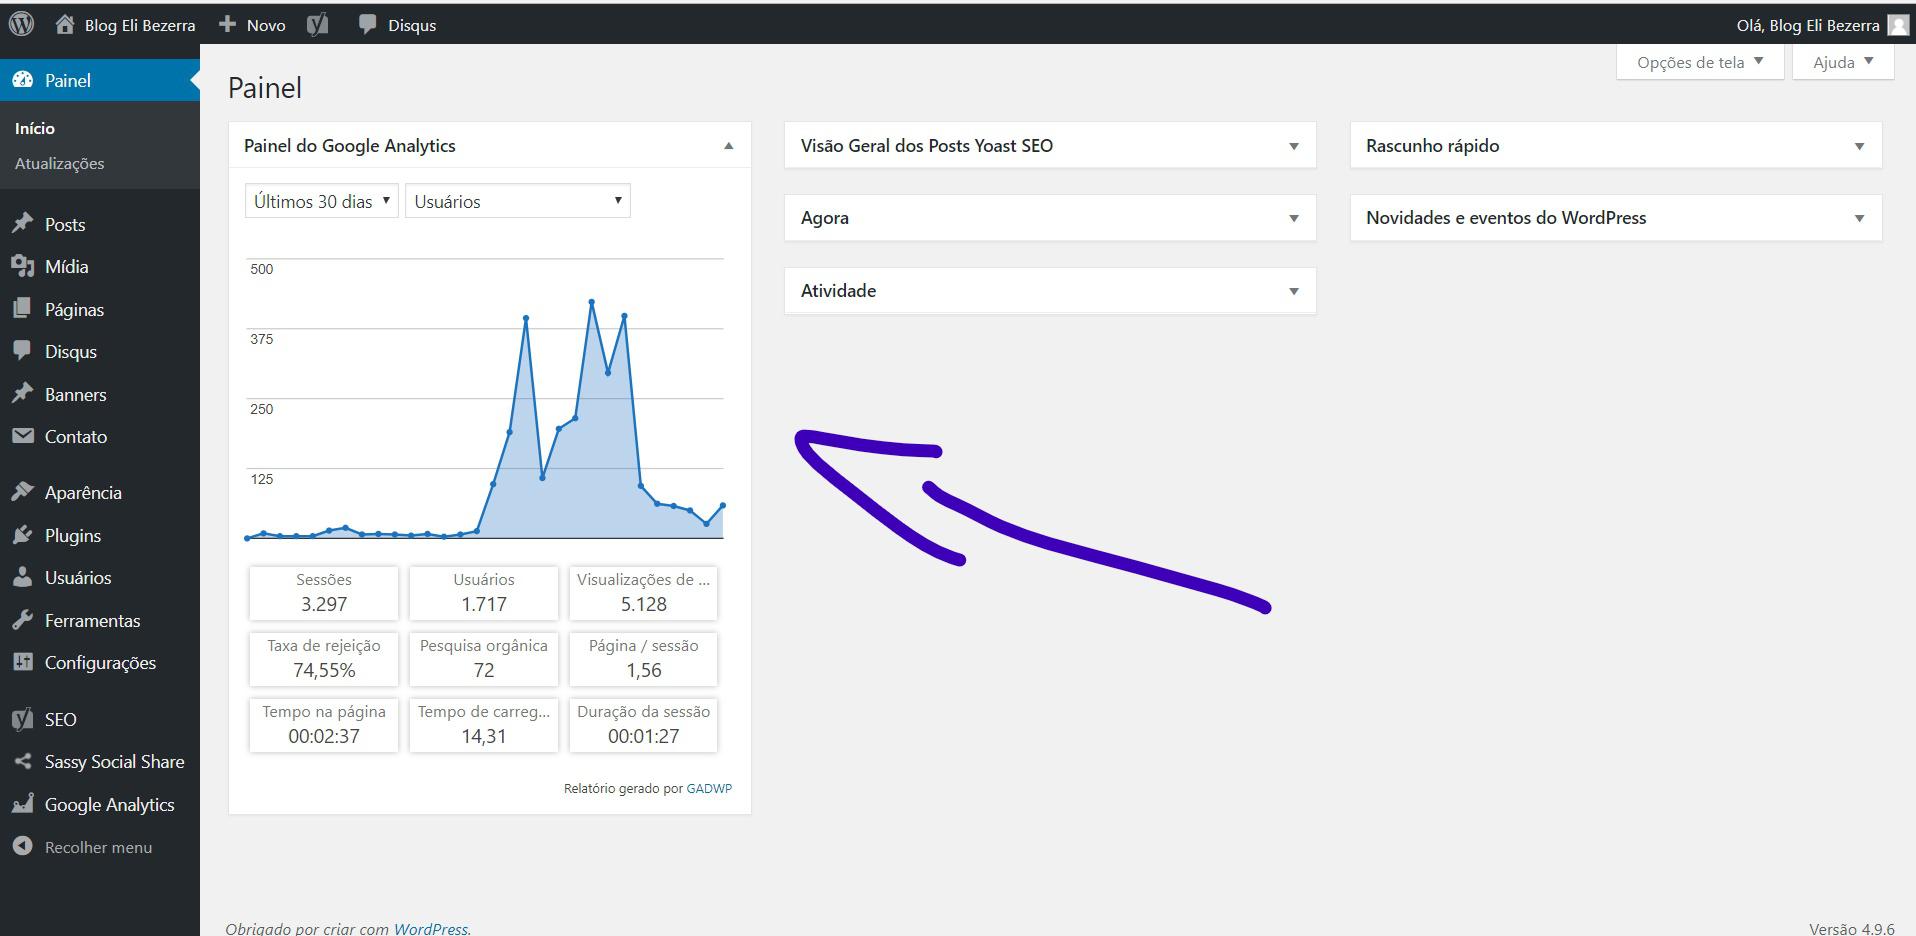 Blog Eli Bezerra
Novo
Disqus
Olá, Blog Eli Bezerra
Painel
Início
Atualizações
Posts
Mídia
Páginas
Disqus
Banners
Contato
Aparência
Plugins
Usuários
Ferramentas
Configurações
SEO
Sassy Social Share
Google Analytics
Recolher menu
Opções de tela
Ajuda
Painel
Painel do Google Analytics
Últimos 30 dias
Usuários
500
375
250
125
Sessões
3.297
Usuários
1.717
Visualizações de ...
5.128
Taxa de rejeição
74,55%
Pesquisa orgânica
72
Página / sessão
1,56
Tempo na página
00:02:37
Tempo de carreg...
14,31
Duração da sessão
00:01:27
Relatório gerado por GADWP
Visão Geral dos Posts Yoast SEO
Agora
Atividade
Rascunho rápido
Novidades e eventos do WordPress
Obrigado por criar com WordPress.
Versão 4.9.6